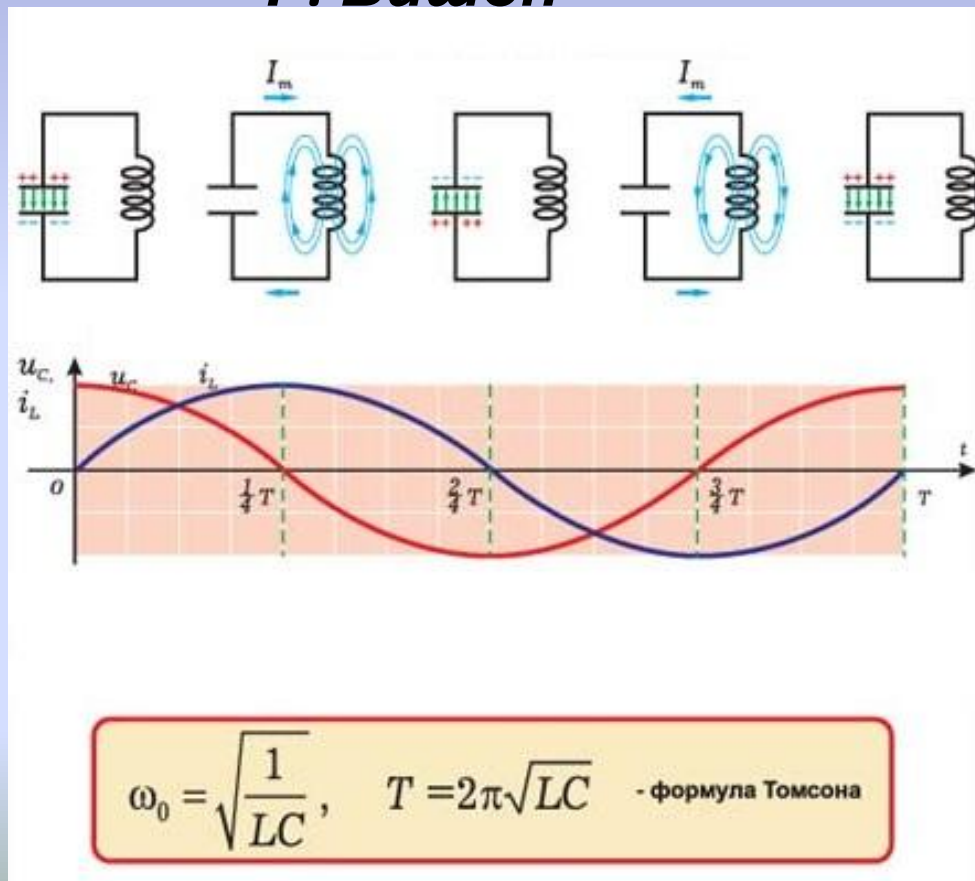 I_m I_m
++ ++ -- -- ++ ++
-- -- ++ ++ -- --
u_C, u_C i_L
i_L
t
0 1/4 T 2/4 T 3/4 T T
ω₀ = √(1/LC), T = 2π√LC - формула Томсона